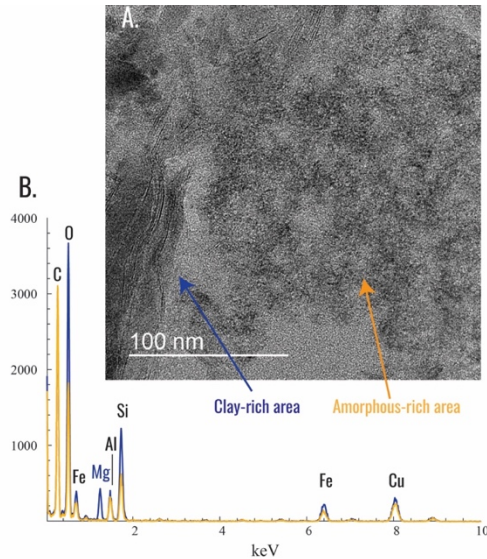 A.
100 nm
Clay-rich area
Amorphous-rich area
B.
4000
3000
2000
1000
C
O
Fe
Mg
Al
Si
Fe
Cu
2
4
6
8
10
keV